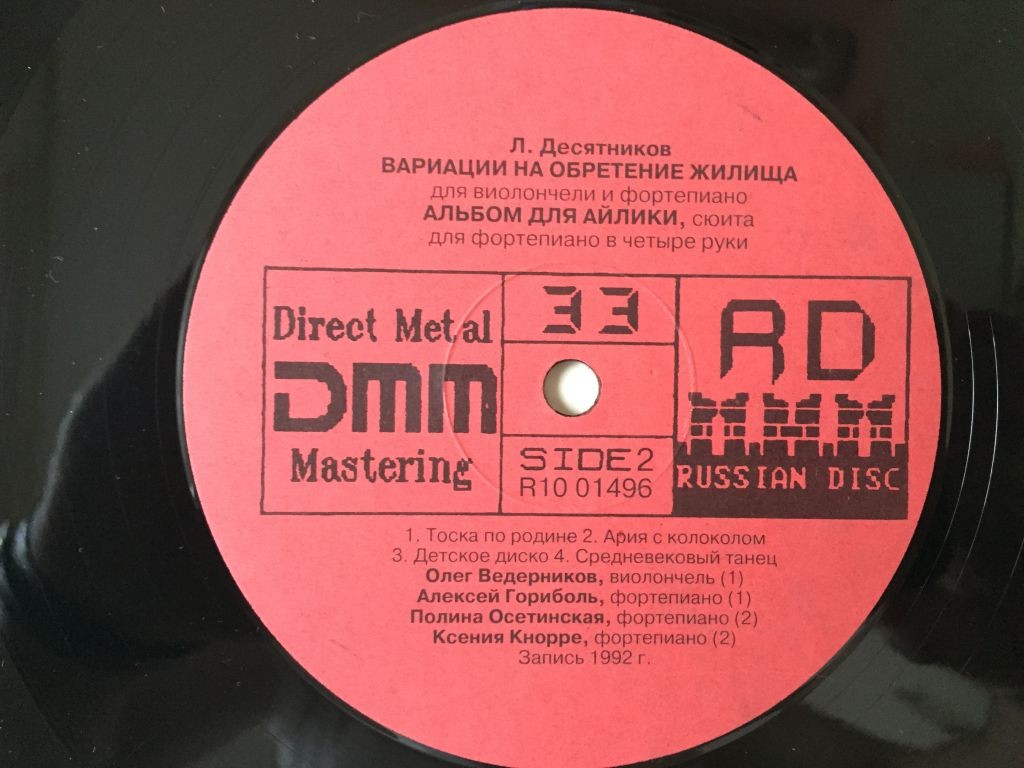 Л. Десятников
ВАРИАЦИИ НА ОБРЕТЕНИЕ ЖИЛИЩА
для виолончели и фортепиано
АЛЬБОМ ДЛЯ АЙЛИКИ, сюита
для фортепиано в четыре руки
Direct Metal
DMM
Mastering
33
SIDE 2
R10 01496
RD
RUSSIAN DISC
1. Тоска по родине 2. Ария с колоколом
3. Детское диско 4. Средневековый танец
Олег Ведерников, виолончель (1)
Алексей Гориболь, фортепиано (1)
Полина Осетинская, фортепиано (2)
Ксения Кнорре, фортепиано (2)
Запись 1992 г.